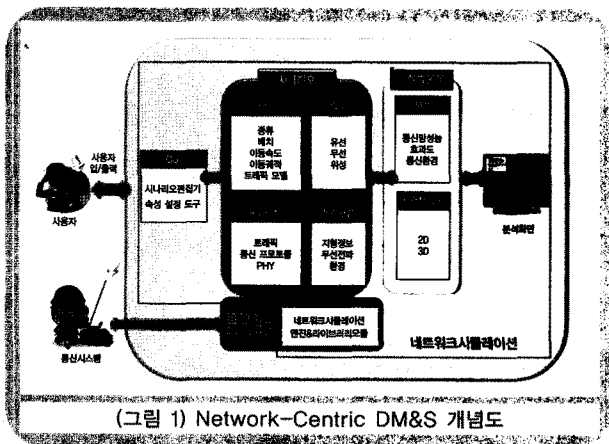 종류
배치
이동속도
이동궤적
트래픽 모델
유선
무선
위성
통신망성능
효과도
통신환경
사용자
입/출력
사용자
시나리오편집기
속성 설정 도구
분석화면
트래픽
통신 프로토콜
PHY
지형정보
무선전파
환경
2D
3D
통신시스템
네트워크시뮬레이션
엔진&라이브러리모듈
네트워크시뮬레이션
(그림 1) Network-Centric DM&S 개념도